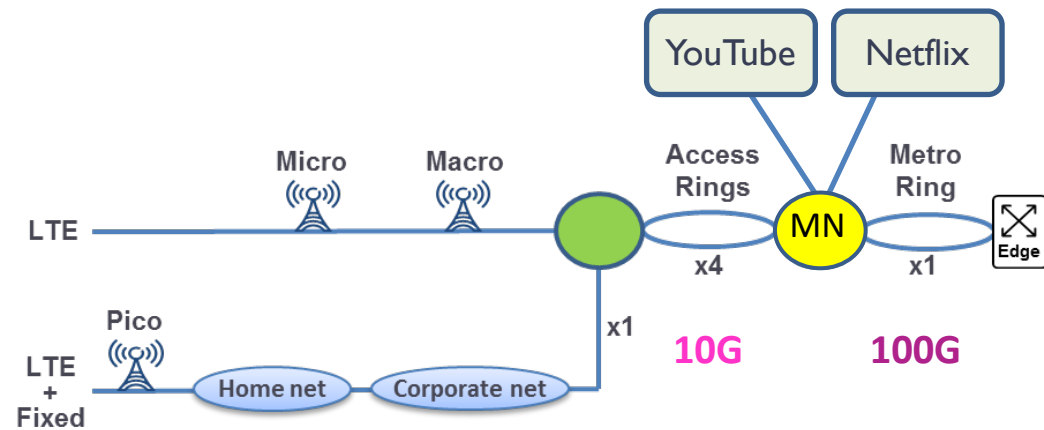 YouTube
Netflix
Micro
Macro
Access
Rings
Metro
Ring
LTE
MN
Edge
x4
x1
Pico
x1
10G
100G
LTE
+
Fixed
Home net
Corporate net